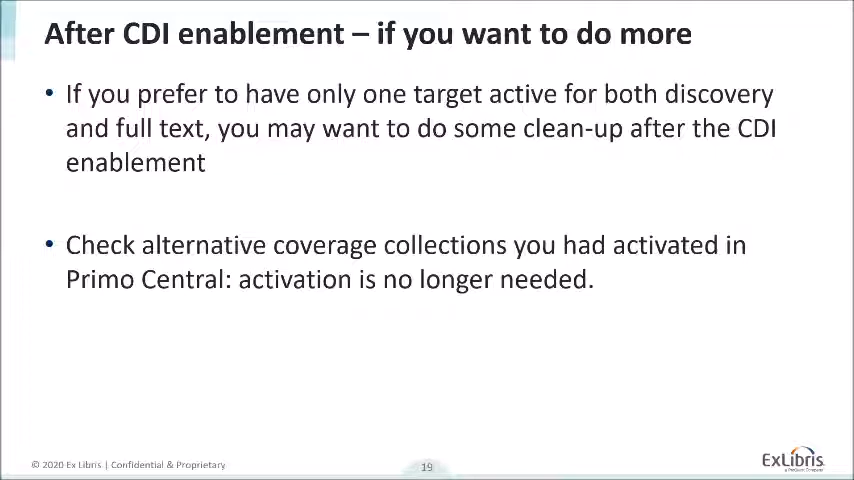 After CDI enablement – if you want to do more
• If you prefer to have only one target active for both discovery
and full text, you may want to do some clean-up after the CDI
enablement
• Check alternative coverage collections you had activated in
Primo Central: activation is no longer needed.
© 2020 Ex Libris | Confidential & Proprietary
19
ExLibris
a ProQuest Company